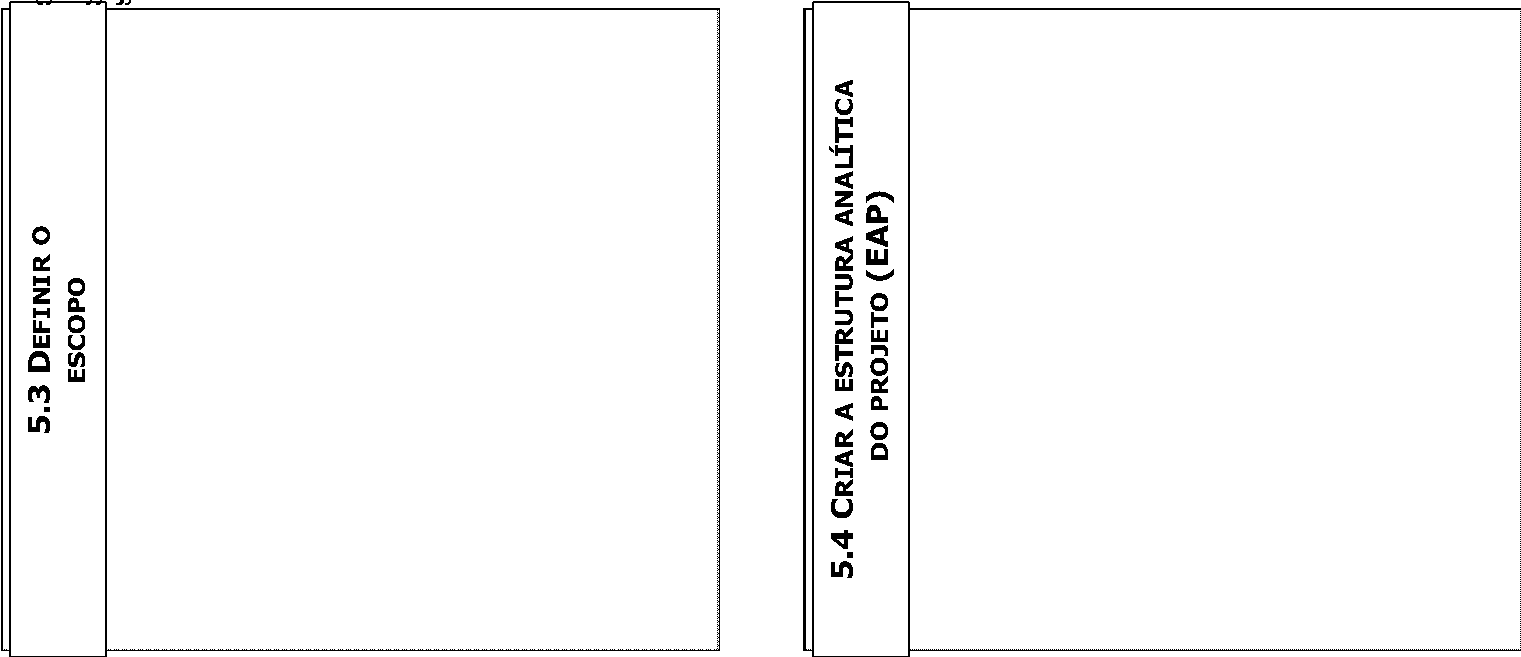 5.3 DEFINIR O
ESCOPO
5.4 CRIAR A ESTRUTURA ANALÍTICA
DO PROJETO (EAP)